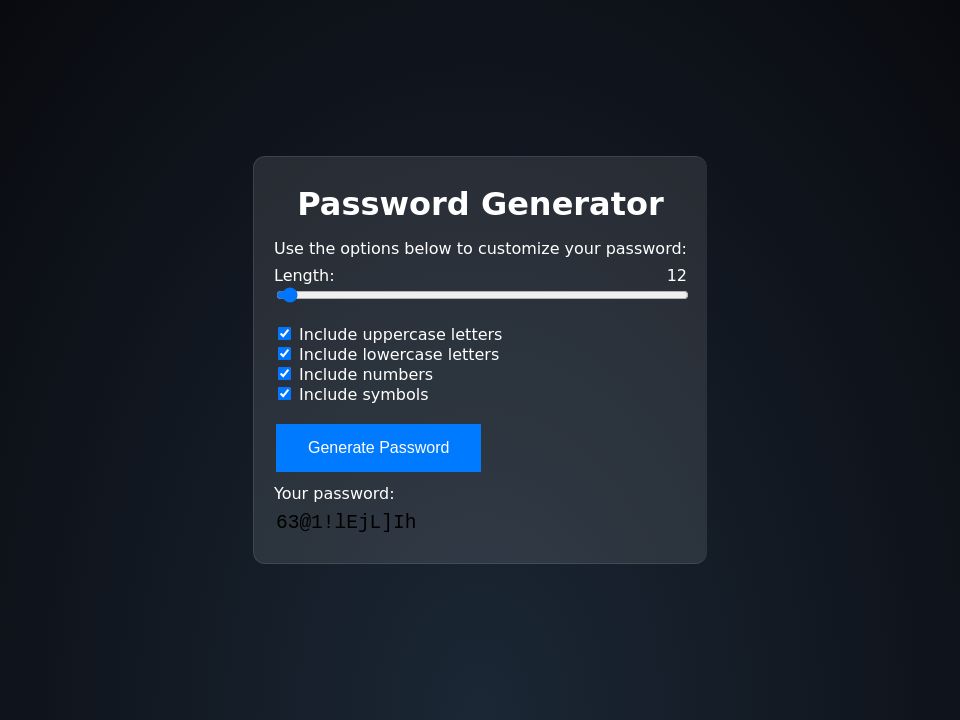 Password Generator
Use the options below to customize your password:
Length: 12
Include uppercase letters
Include lowercase letters
Include numbers
Include symbols
Generate Password
Your password:
63@1!lEjL]Ih